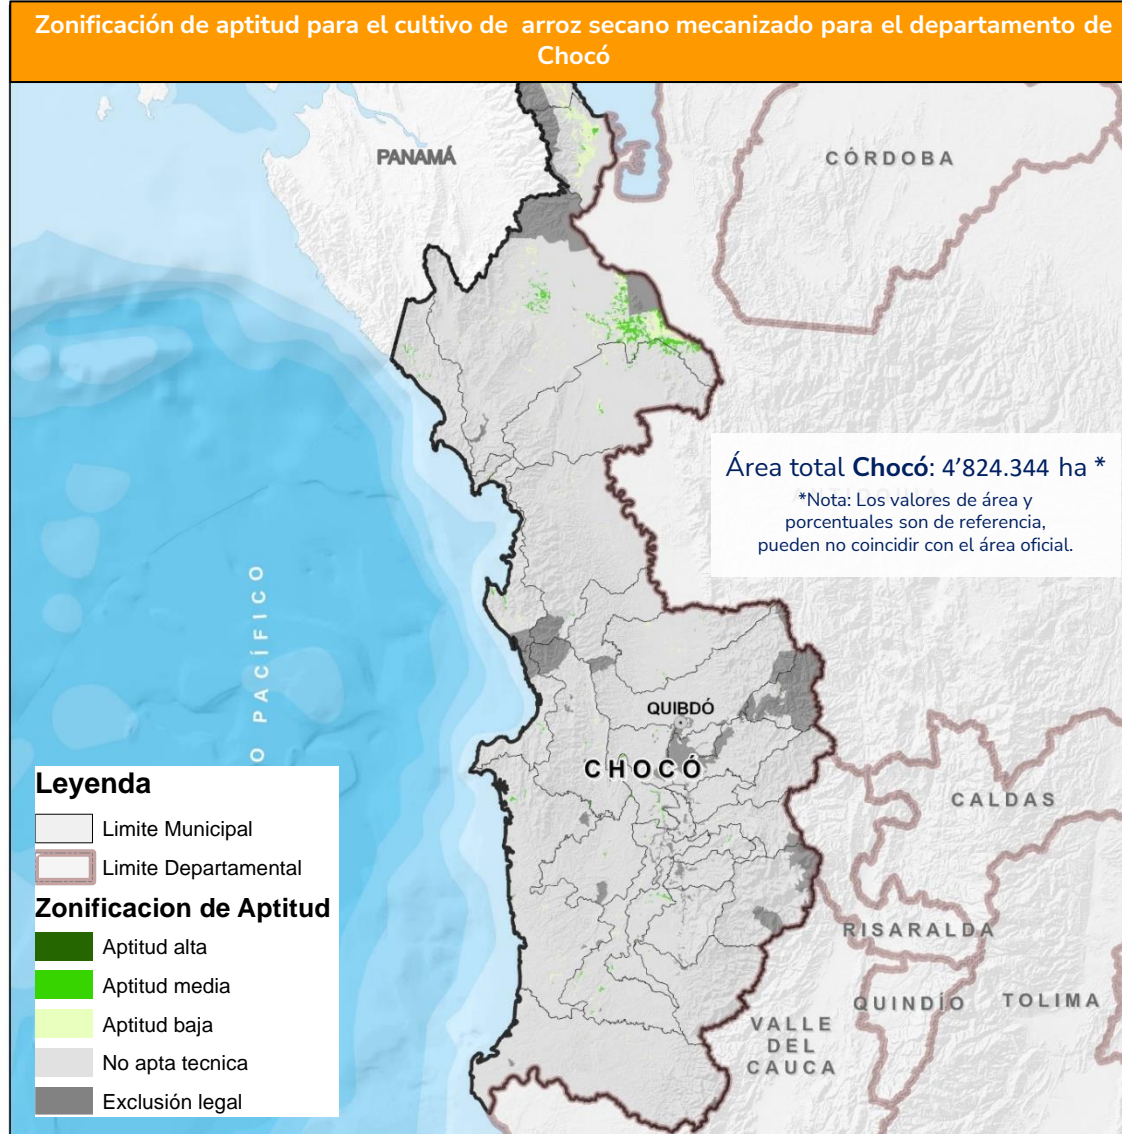 Zonificación de aptitud para el cultivo de arroz secano mecanizado para el departamento de
Chocó
PANAMÁ
CÓRDOBA
Área total Chocó: 4’824.344 ha *
*Nota: Los valores de área y
porcentuales son de referencia,
pueden no coincidir con el área oficial.
O PACÍFICO
QUIBDÓ
CHOCÓ
CALDAS
RISARALDA
QUINDÍO
TOLIMA
VALLE
DEL
CAUCA
Leyenda
Limite Municipal
Limite Departamental
Zonificacion de Aptitud
Aptitud alta
Aptitud media
Aptitud baja
No apta tecnica
Exclusión legal